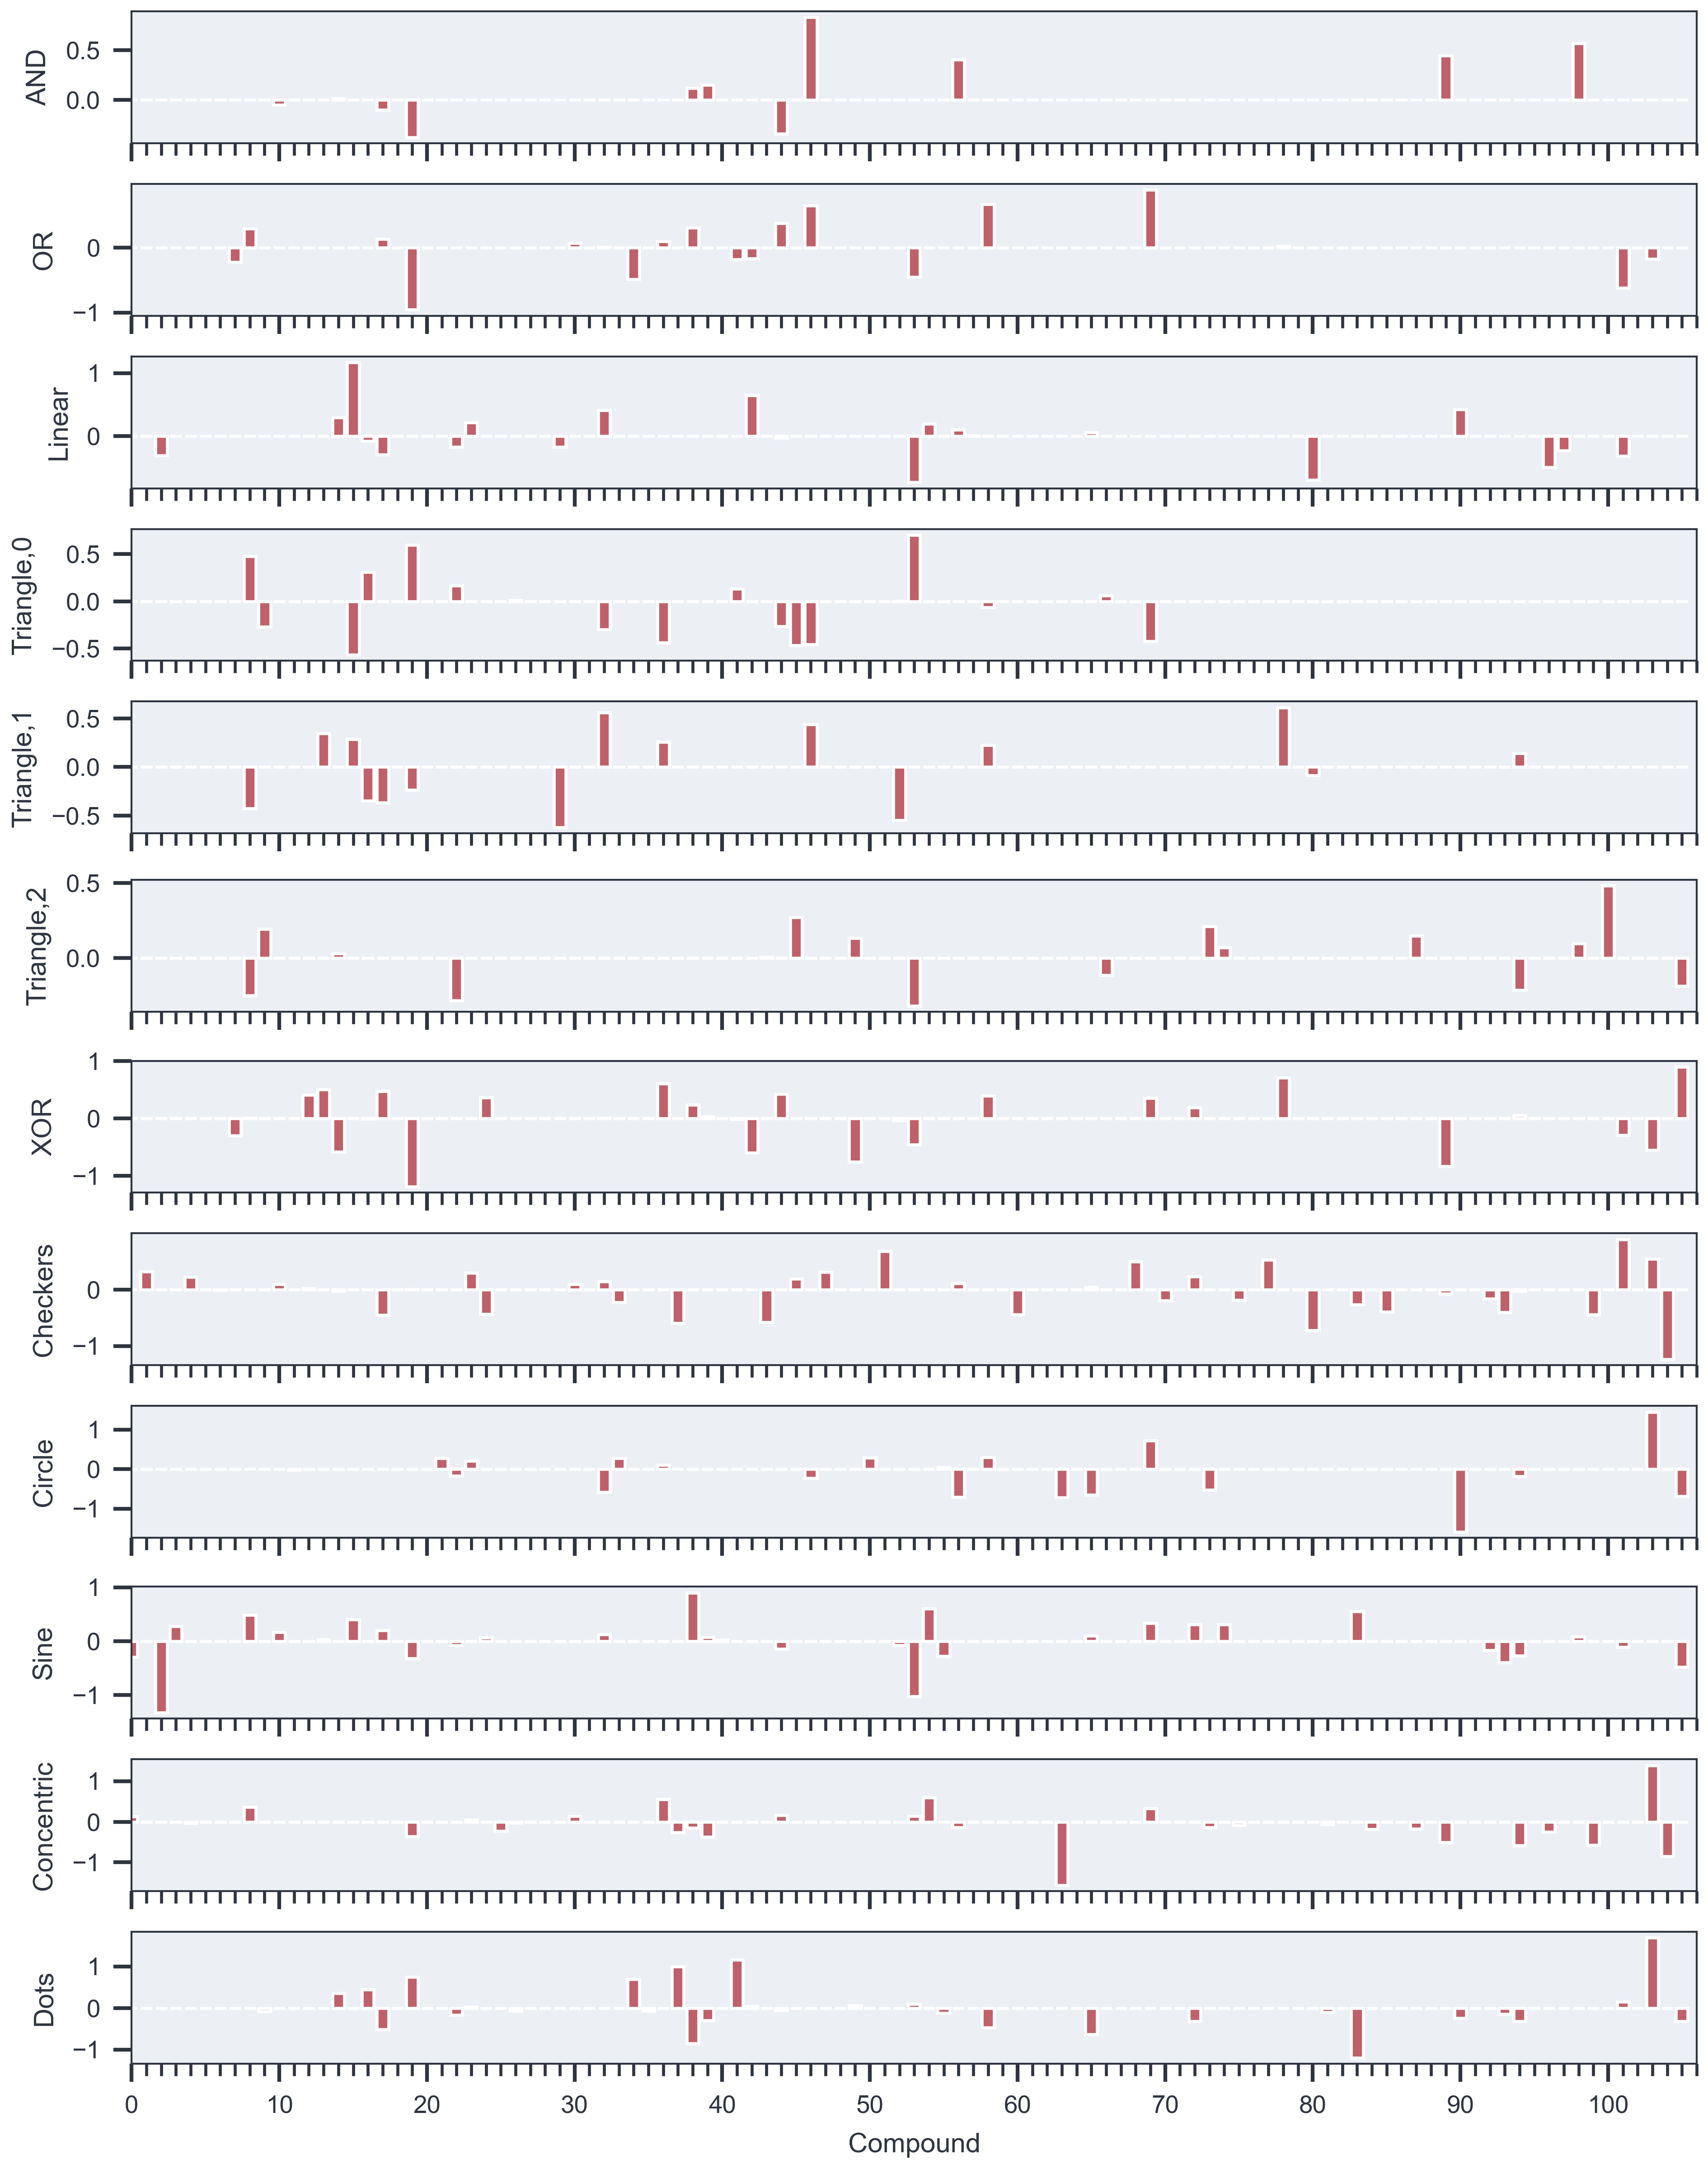 AND
0.5
0.0
OR
0
−1
Linear
1
0
Triangle,0
0.5
0.0
−0.5
Triangle,1
0.5
0.0
−0.5
Triangle,2
0.5
0.0
XOR
1
0
−1
Checkers
0
−1
Circle
1
0
−1
Sine
1
0
−1
Concentric
1
0
−1
Dots
1
0
−1
0 10 20 30 40 50 60 70 80 90 100
Compound